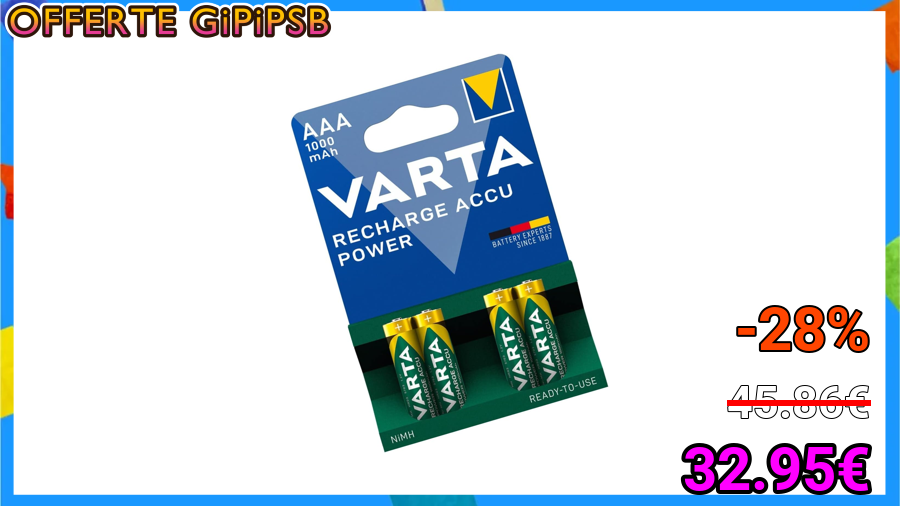 OFFERTE GiPiPSB
AAA
1000
mAh
VARTA
RECHARGE ACCU
POWER
BATTERY EXPERTS
SINCE 1887
VARTA
RECHARGE ACCU
VARTA
RECHARGE ACCU
VARTA
RECHARGE ACCU
VARTA
RECHARGE ACCU
NiMH
READY-TO-USE
-28%
45.86€
32.95€